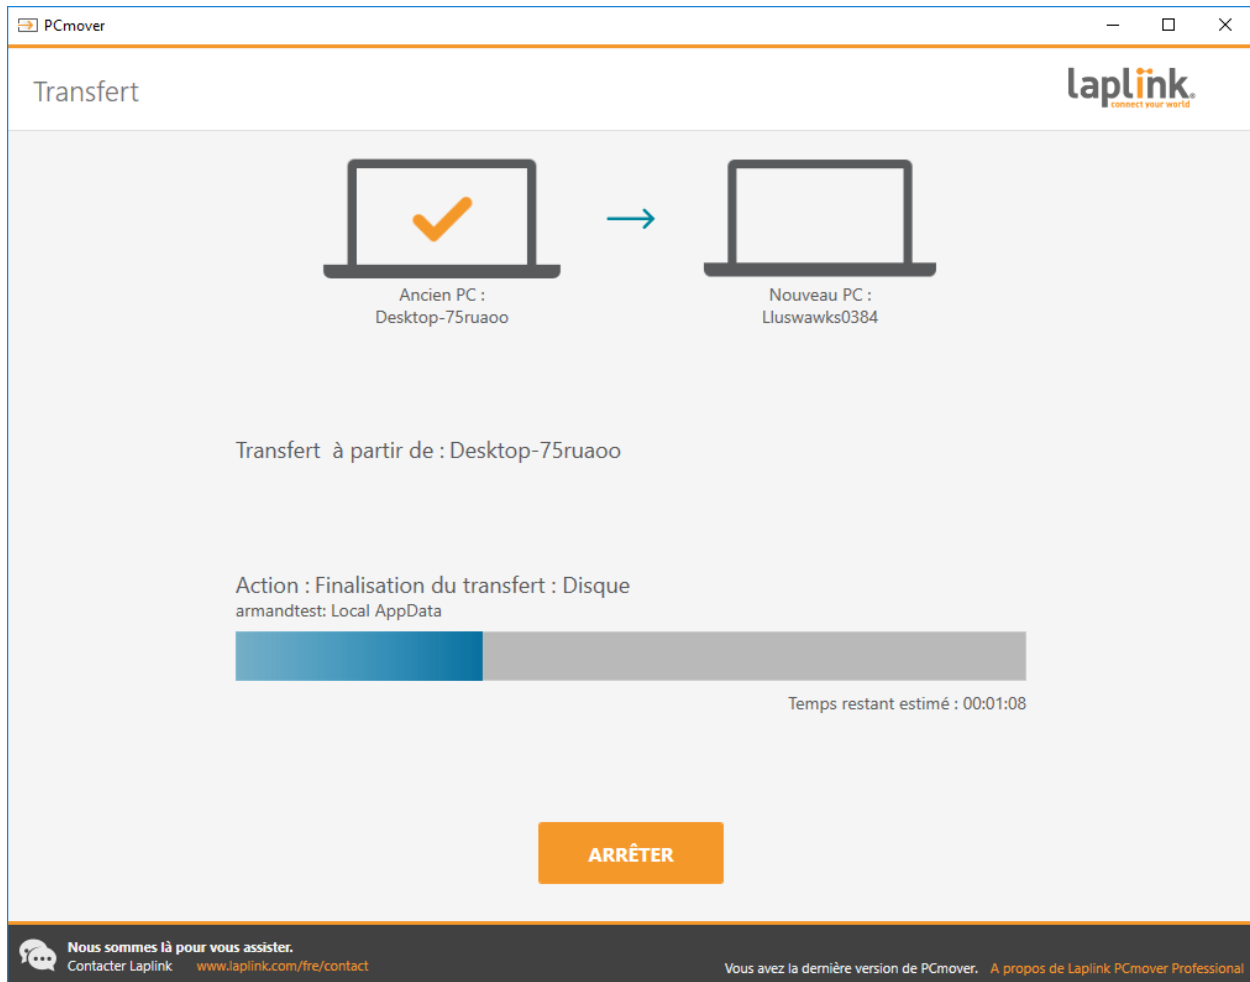 PCmover
Transfert
laplink.
connect your world
Ancien PC :
Desktop-75ruaoo
Nouveau PC :
Lluswawks0384
Transfert à partir de : Desktop-75ruaoo
Action : Finalisation du transfert : Disque
armandtest: Local AppData
Temps restant estimé : 00:01:08
ARRÊTER
Nous sommes là pour vous assister.
Contacter Laplink www.laplink.com/fre/contact
Vous avez la dernière version de PCmover. A propos de Laplink PCmover Professional